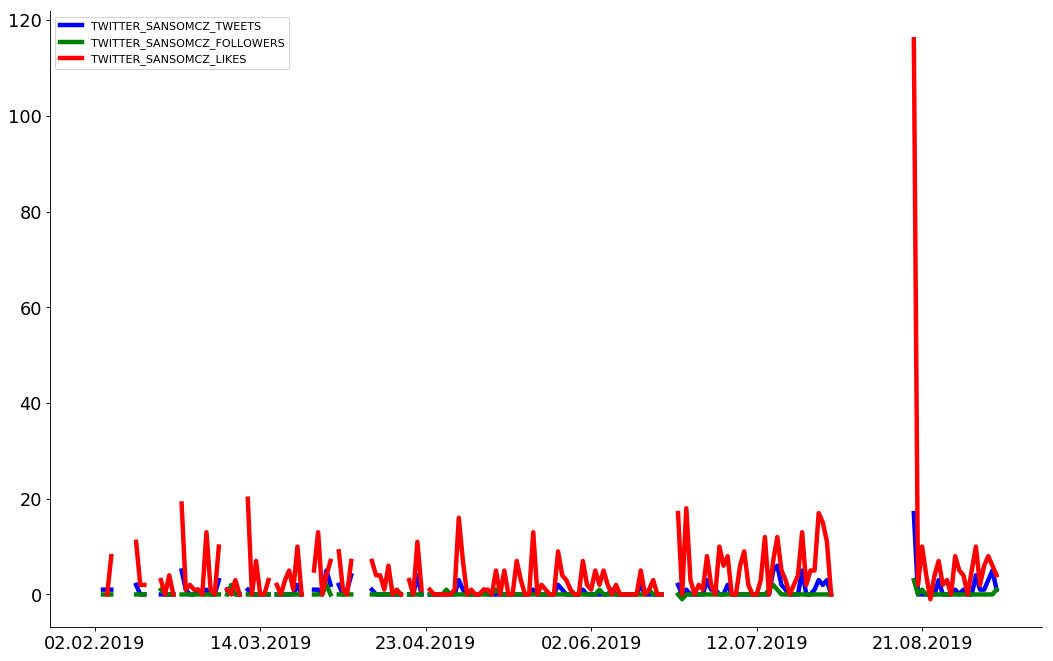 120
TWITTER_SANSOMCZ_TWEETS
TWITTER_SANSOMCZ_FOLLOWERS
TWITTER_SANSOMCZ_LIKES
100
80
60
40
20
0
02.02.2019 14.03.2019 23.04.2019 02.06.2019 12.07.2019 21.08.2019